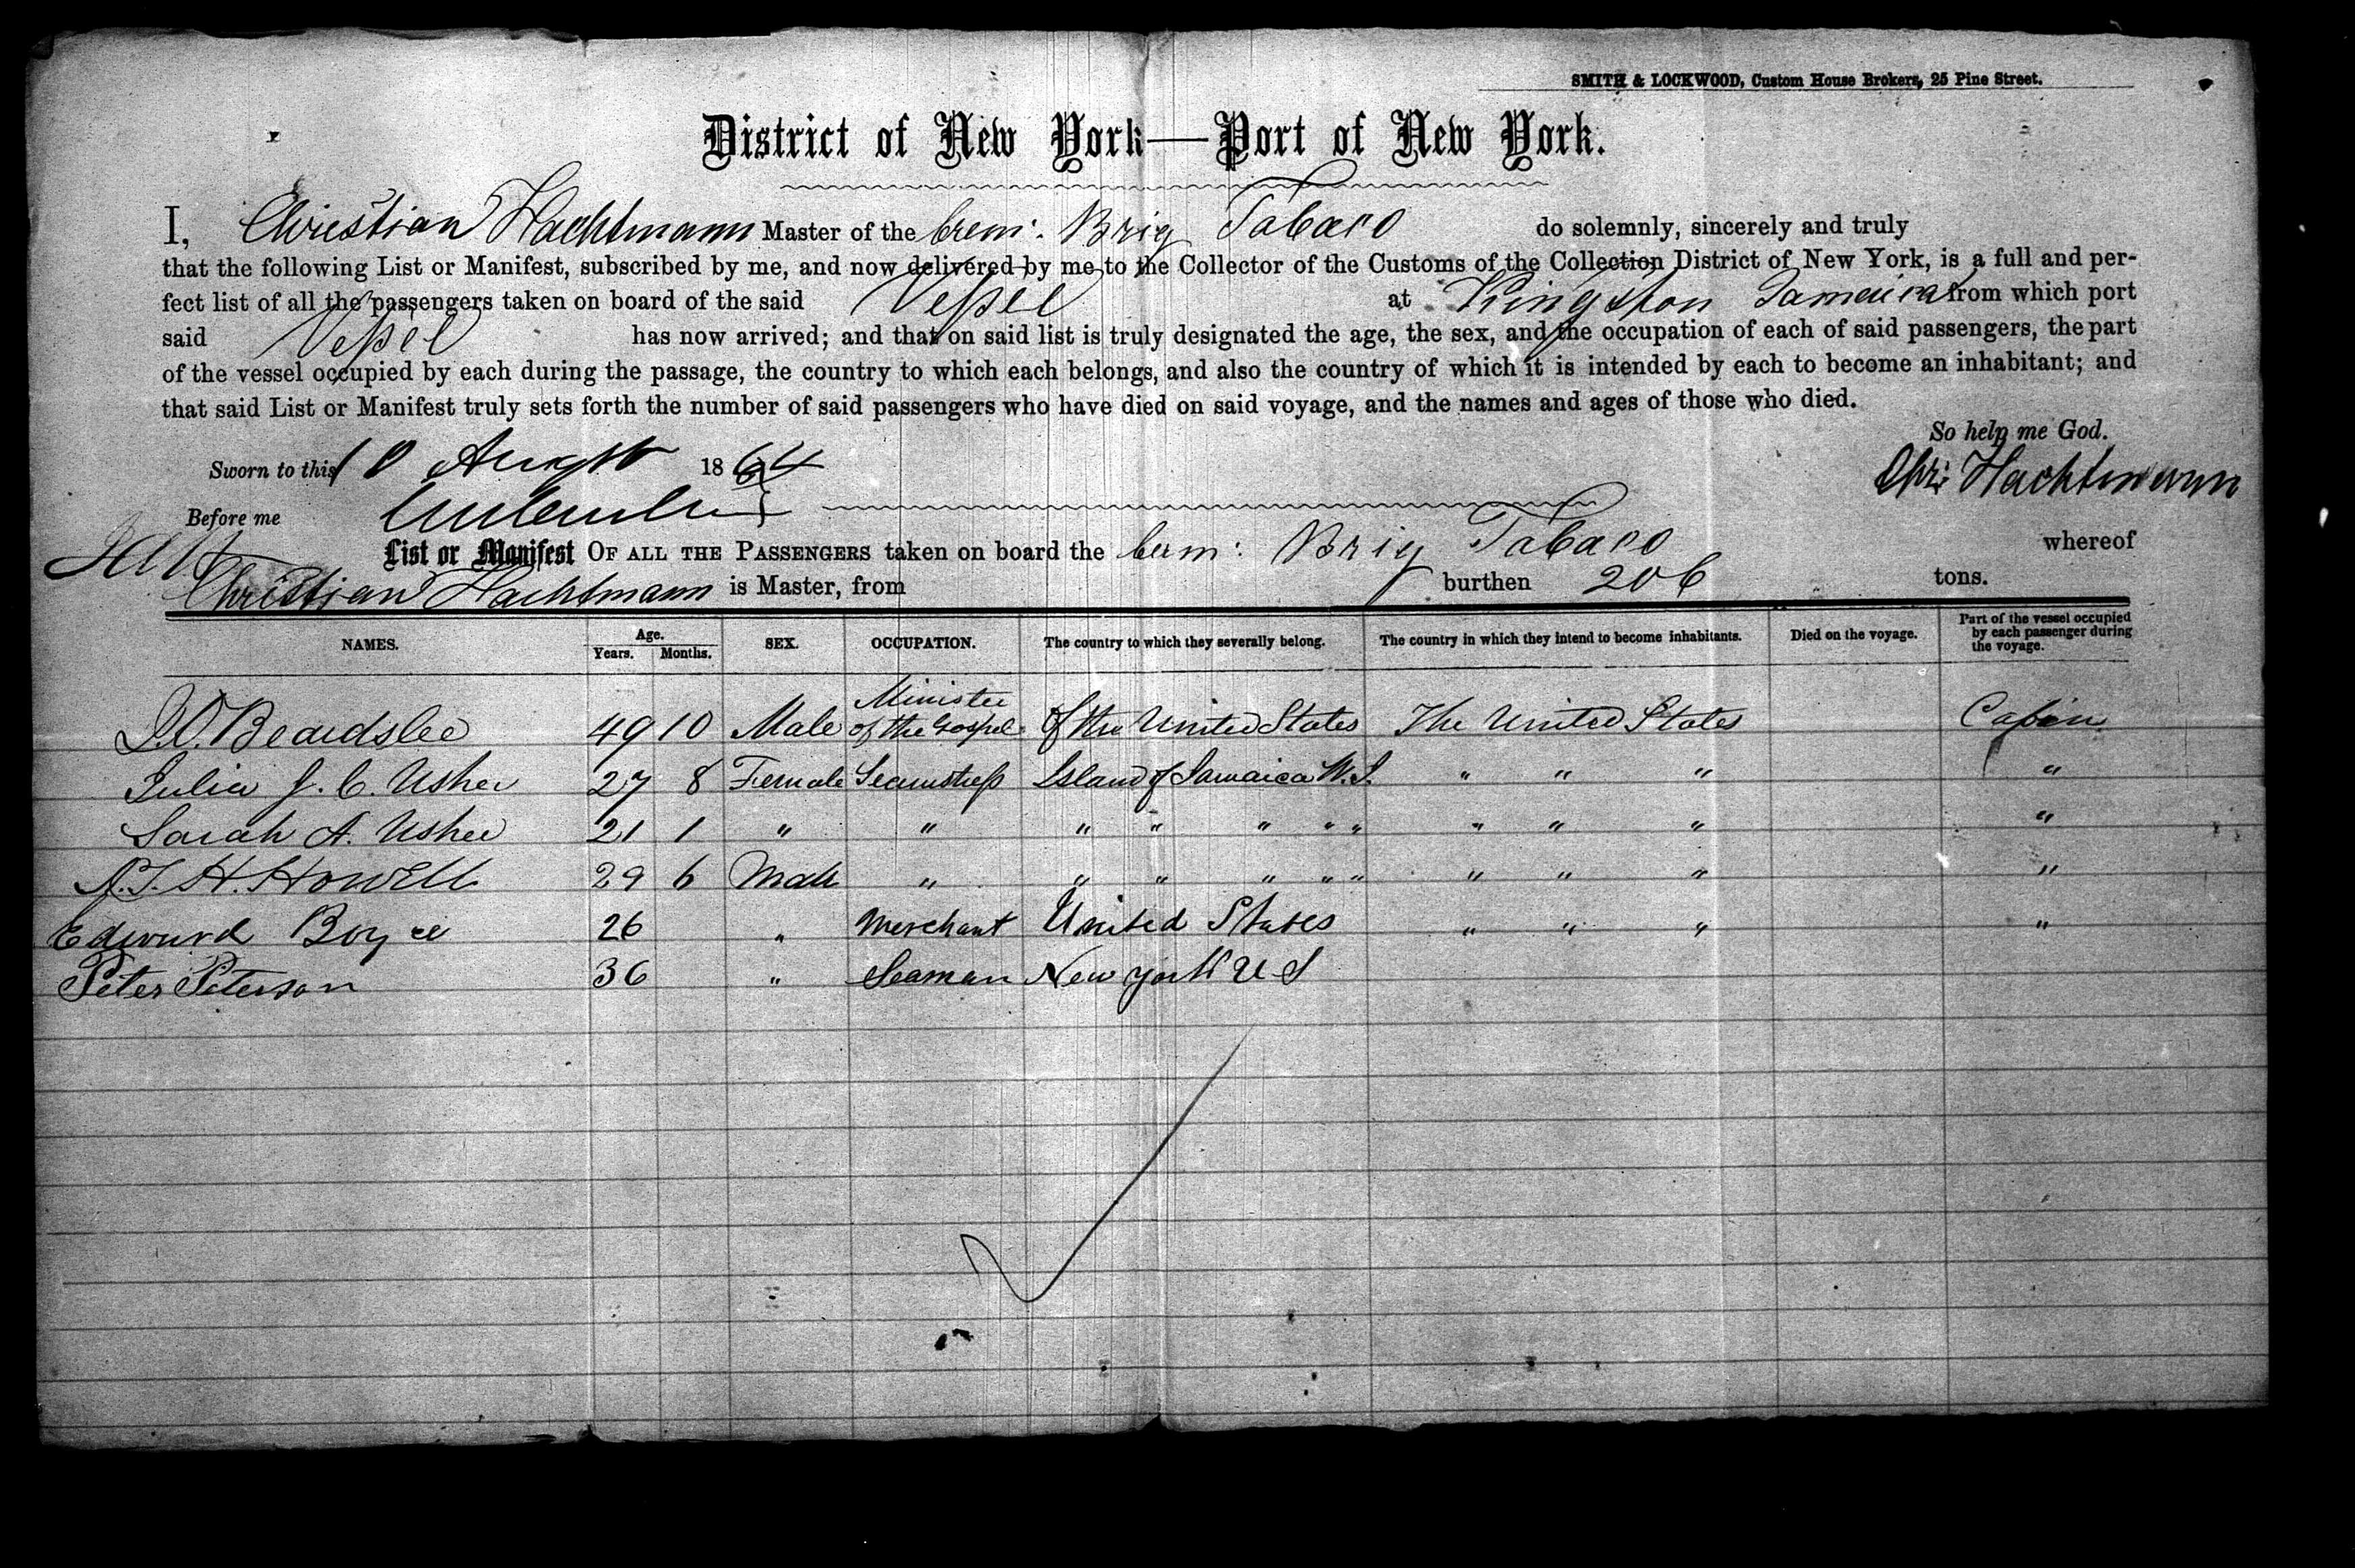 SMITH & LOCKWOOD, Custom House Brokers, 25 Pine Street.
District of New York—Port of New York.
I, Christian Hachtmann Master of the brem: Brig Tabaco do solemnly, sincerely and truly
that the following List or Manifest, subscribed by me, and now delivered by me to the Collector of the Customs of the Collection District of New York, is a full and per-
fect list of all the passengers taken on board of the said Vessel at Kingston Jamaica from which port
said Vessel has now arrived; and that on said list is truly designated the age, the sex, and the occupation of each of said passengers, the part
of the vessel occupied by each during the passage, the country to which each belongs, and also the country of which it is intended by each to become an inhabitant; and
that said List or Manifest truly sets forth the number of said passengers who have died on said voyage, and the names and ages of those who died.
So help me God.
Sworn to this 10 August 1864 Chr: Hachtmann
Before me
List or Manifest OF ALL THE PASSENGERS taken on board the brem: Brig Tabaco whereof
Christian Hachtmann is Master, from burthen 206 tons.
NAMES. Age. Years. Months. SEX. OCCUPATION. The country to which they severally belong. The country in which they intend to become inhabitants. Died on the voyage. Part of the vessel occupied by each passenger during the voyage.
J.O. Beardslee 49 10 Male Minister of the Gospel Of the United States The United States Cabin
Julia J. C. Usher 27 8 Female Seamstress Island of Jamaica W.I. " " " "
Sarah A. Usher 21 1 " " " " " " " " " " "
H. Howell 29 6 Male " " " " " " " " " "
Edward Boyce 26 " Merchant United States " " " "
Peter Peterson 36 " Seaman New York U S